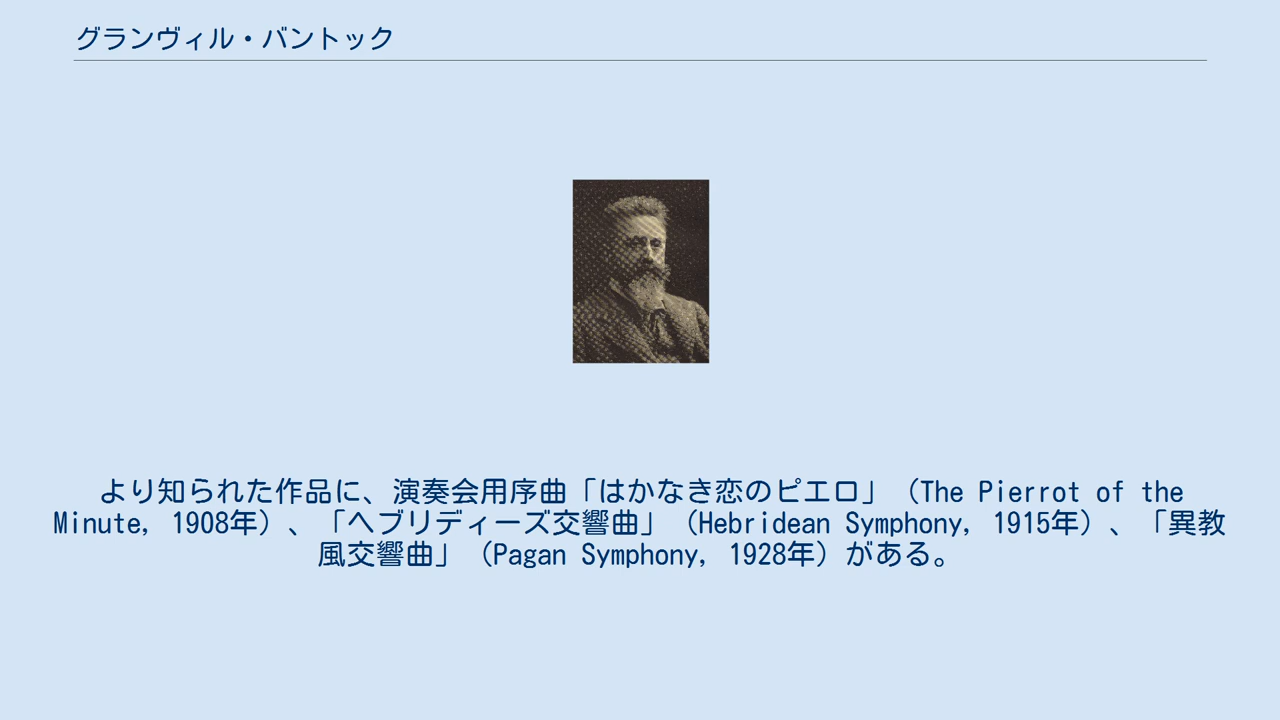 グランヴィル・バントック
より知られた作品に、演奏会用序曲「はかなき恋のピエロ」（The Pierrot of the
Minute, 1908年）、「ヘブリディーズ交響曲」（Hebridean Symphony, 1915年）、「異教
風交響曲」（Pagan Symphony, 1928年）がある。